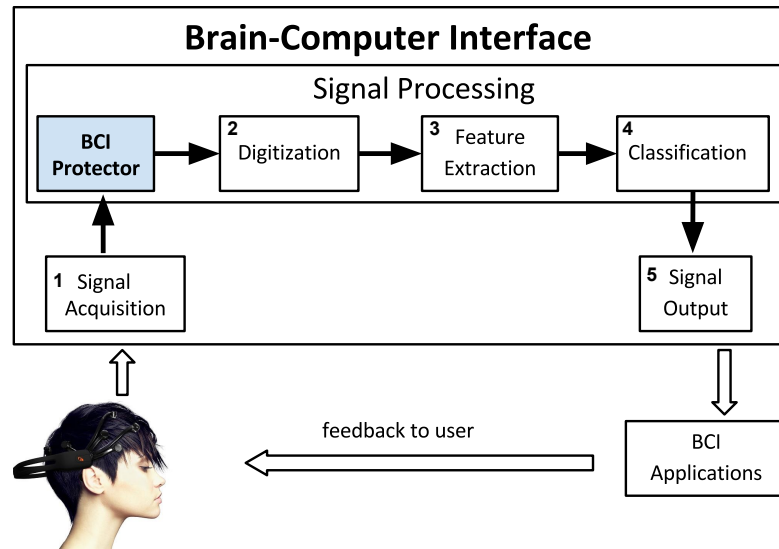 Brain-Computer Interface
Signal Processing
BCI
Protector
2
Digitization
3 Feature
Extraction
4
Classification
1 Signal
Acquisition
5 Signal
Output
feedback to user
BCI
Applications